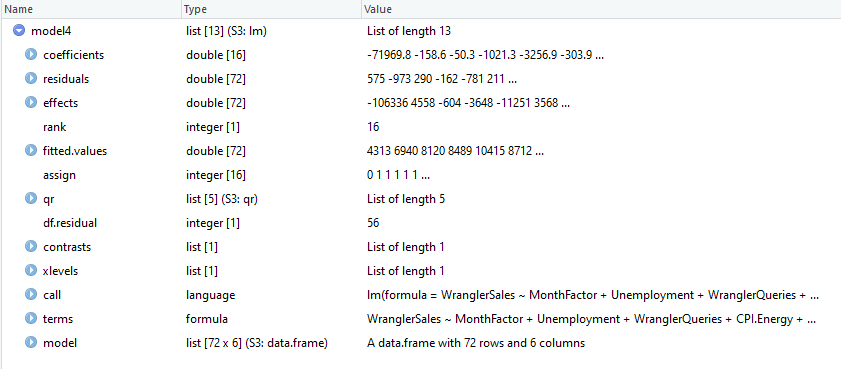 Name Type Value
model4 list [13] (S3: lm) List of length 13
coefficients double [16] -71969.8 -158.6 -50.3 -1021.3 -3256.9 -303.9 ...
residuals double [72] 575 -973 290 -162 -781 211 ...
effects double [72] -106336 4558 -604 -3648 -11251 3568 ...
rank integer [1] 16
fitted.values double [72] 4313 6940 8120 8489 10415 8712 ...
assign integer [16] 0 1 1 1 1 1 ...
qr list [5] (S3: qr) List of length 5
df.residual integer [1] 56
contrasts list [1] List of length 1
xlevels list [1] List of length 1
call language lm(formula = WranglerSales ~ MonthFactor + Unemployment + WranglerQueries + ...
terms formula WranglerSales ~ MonthFactor + Unemployment + WranglerQueries + CPI.Energy + ...
model list [72 x 6] (S3: data.frame) A data.frame with 72 rows and 6 columns